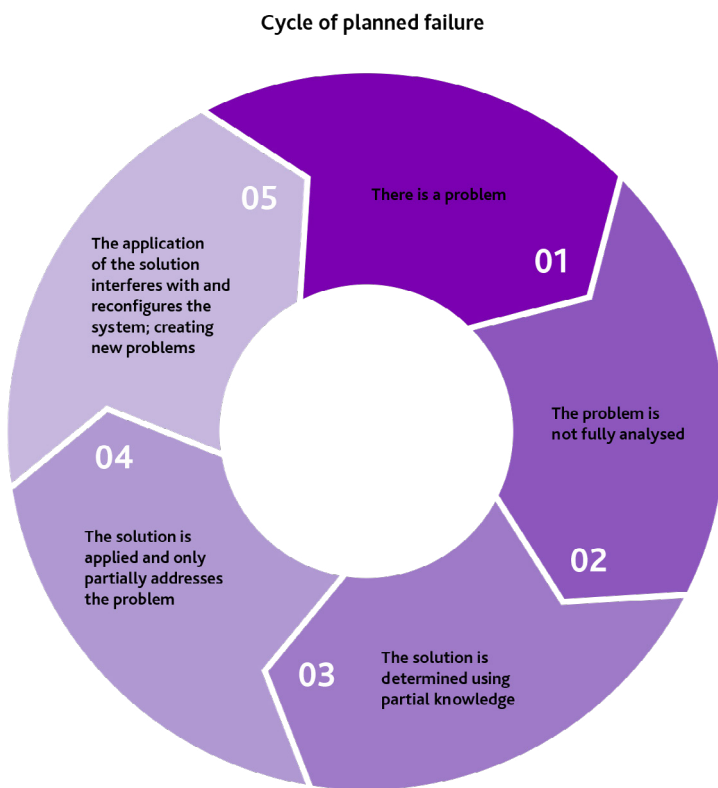 Cycle of planned failure
There is a problem
01
The problem is
not fully analysed
02
The solution is
determined using
partial knowledge
03
04
The solution is
applied and only
partially addresses
the problem
05
The application
of the solution
interferes with and
reconfigures the
system; creating
new problems